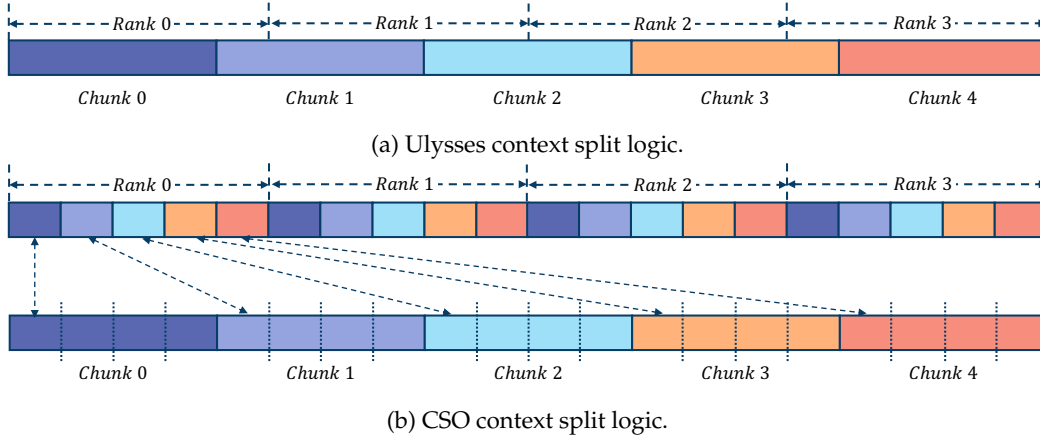 Rank 0 Rank 1 Rank 2 Rank 3
Chunk 0 Chunk 1 Chunk 2 Chunk 3 Chunk 4
(a) Ulysses context split logic.
Rank 0 Rank 1 Rank 2 Rank 3
Chunk 0 Chunk 1 Chunk 2 Chunk 3 Chunk 4
(b) CSO context split logic.